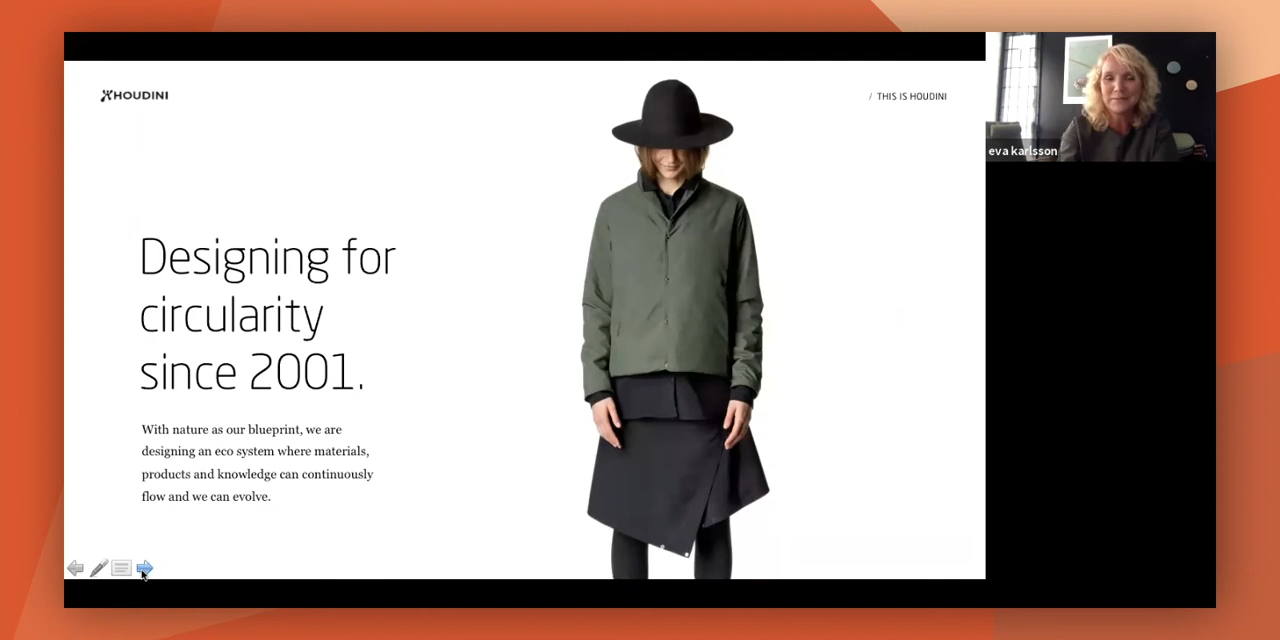 HOUDINI
/ THIS IS HOUDINI
eva karlsson
Designing for
circularity
since 2001.
With nature as our blueprint, we are
designing an eco system where materials,
products and knowledge can continuously
flow and we can evolve.